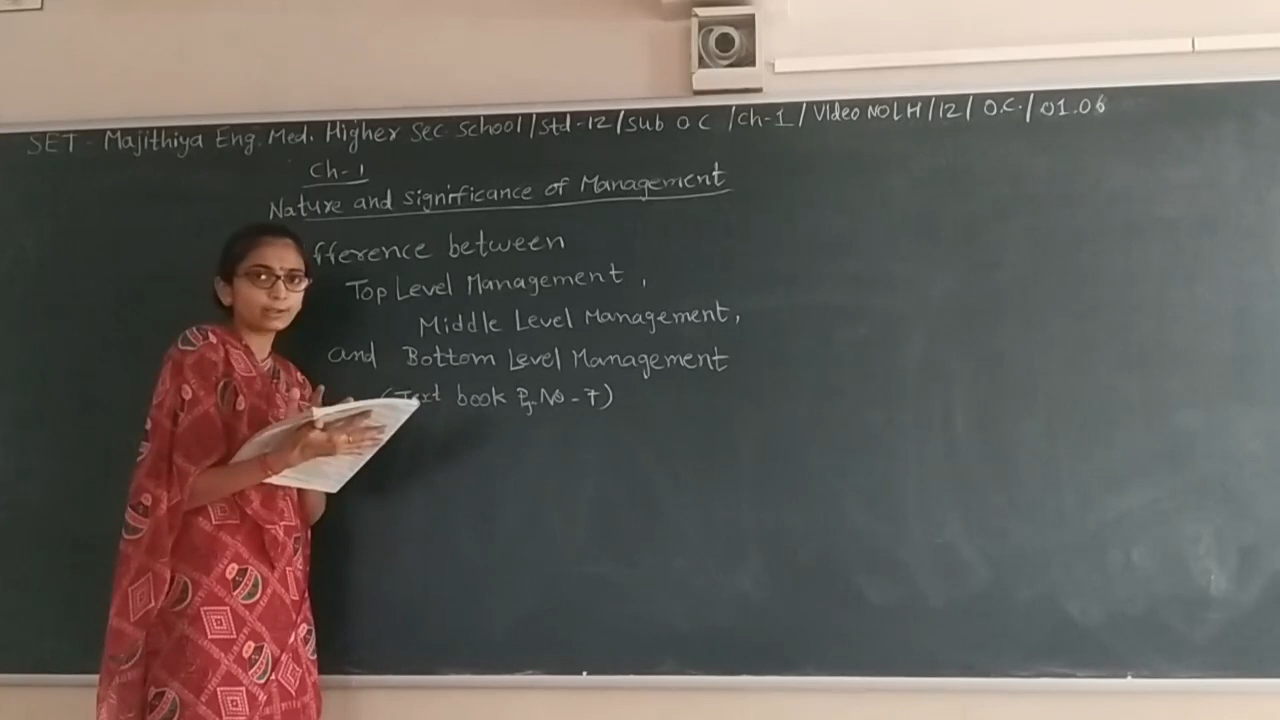 SET - Majithiya Eng. Med. Higher Sec. School / Std-12 / Sub O C / Ch-1 / Video NO LH / 12 / O.C. / 01.06
Ch-1
Nature and significance of Management
fference between
Top Level Management,
Middle Level Management,
and Bottom Level Management
(Text book Pg. No - 7)